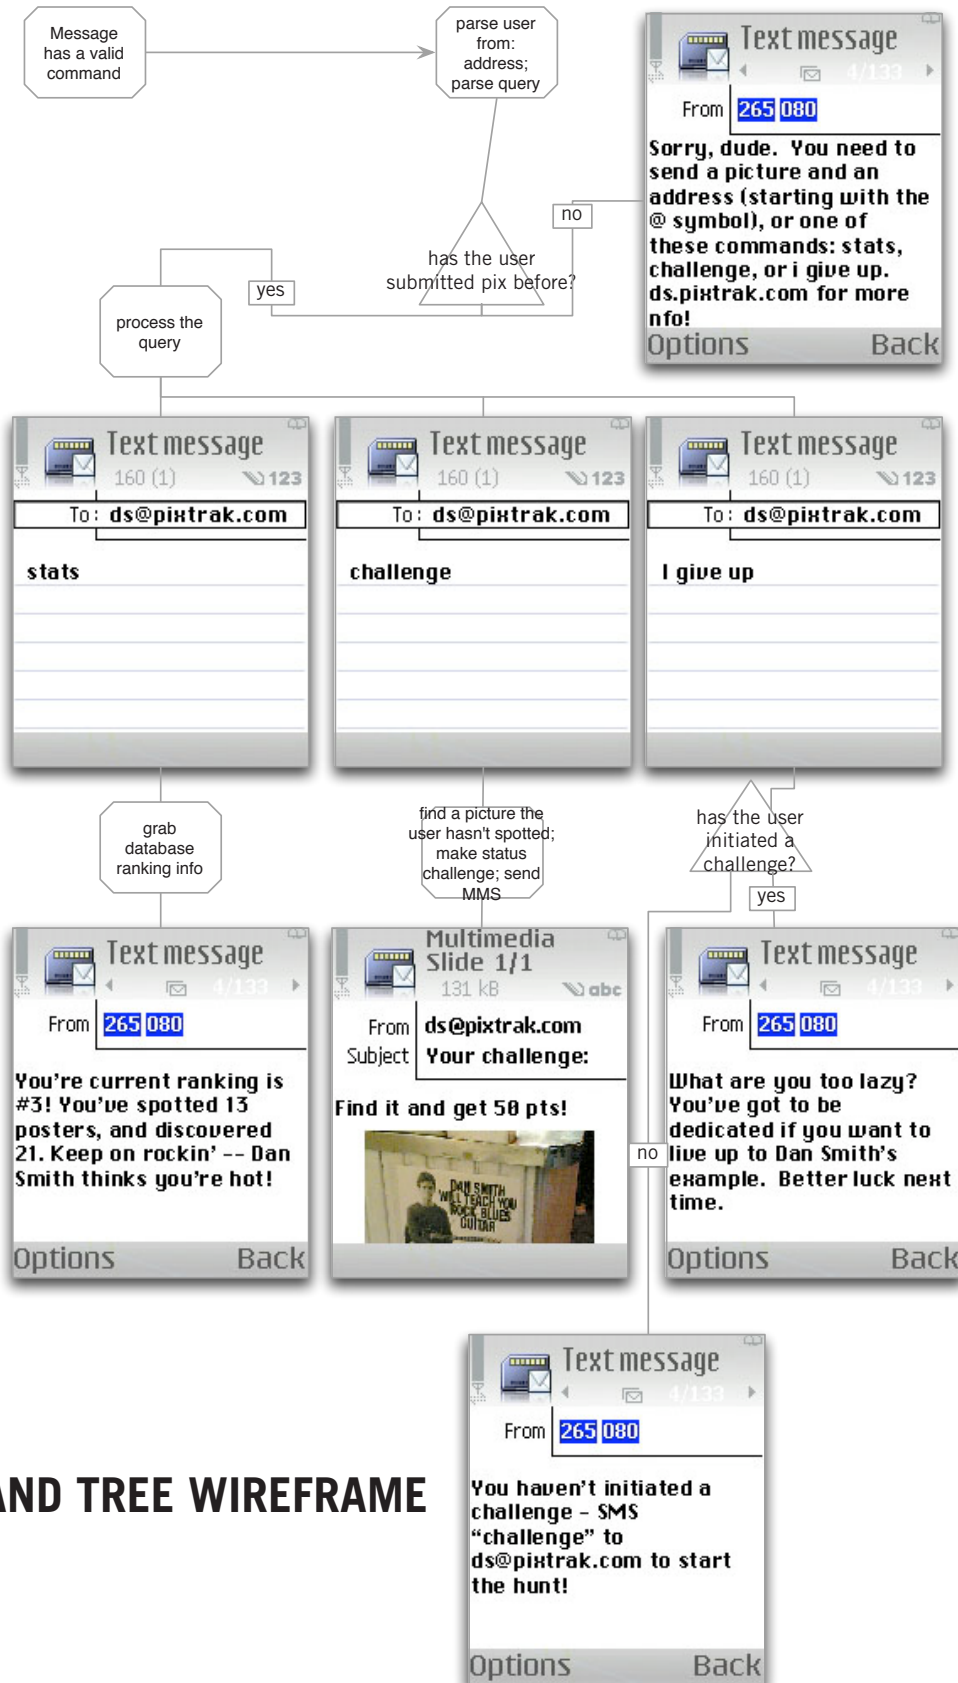 Message
has a valid
command
parse user
from:
address;
parse query
Text message
4/133
From 265 080
Sorry, dude. You need to
send a picture and an
address (starting with the
@ symbol), or one of
these commands: stats,
challenge, or i give up.
ds.pixtrak.com for more
nfo!
Options Back
no
has the user
submitted pix before?
yes
process the
query
Text message
160 (1) 123
To: ds@pixtrak.com
stats
Text message
160 (1) 123
To: ds@pixtrak.com
challenge
Text message
160 (1) 123
To: ds@pixtrak.com
I give up
grab
database
ranking info
find a picture the
user hasn't spotted;
make status
challenge; send
MMS
has the user
initiated a
challenge?
yes
Text message
4/133
From 265 080
You're current ranking is
#3! You've spotted 13
posters, and discovered
21. Keep on rockin' -- Dan
Smith thinks you're hot!
Options Back
Multimedia
Slide 1/1
131 kB abc
From ds@pixtrak.com
Subject Your challenge:
Find it and get 50 pts!
DAN SMITH
WILL TEACH YOU
ROCK, BLUES
GUITAR
no
Text message
4/133
From 265 080
What are you too lazy?
You've got to be
dedicated if you want to
live up to Dan Smith's
example. Better luck next
time.
Options Back
Text message
4/133
From 265 080
You haven't initiated a
challenge - SMS
“challenge” to
ds@pixtrak.com to start
the hunt!
Options Back
AND TREE WIREFRAME